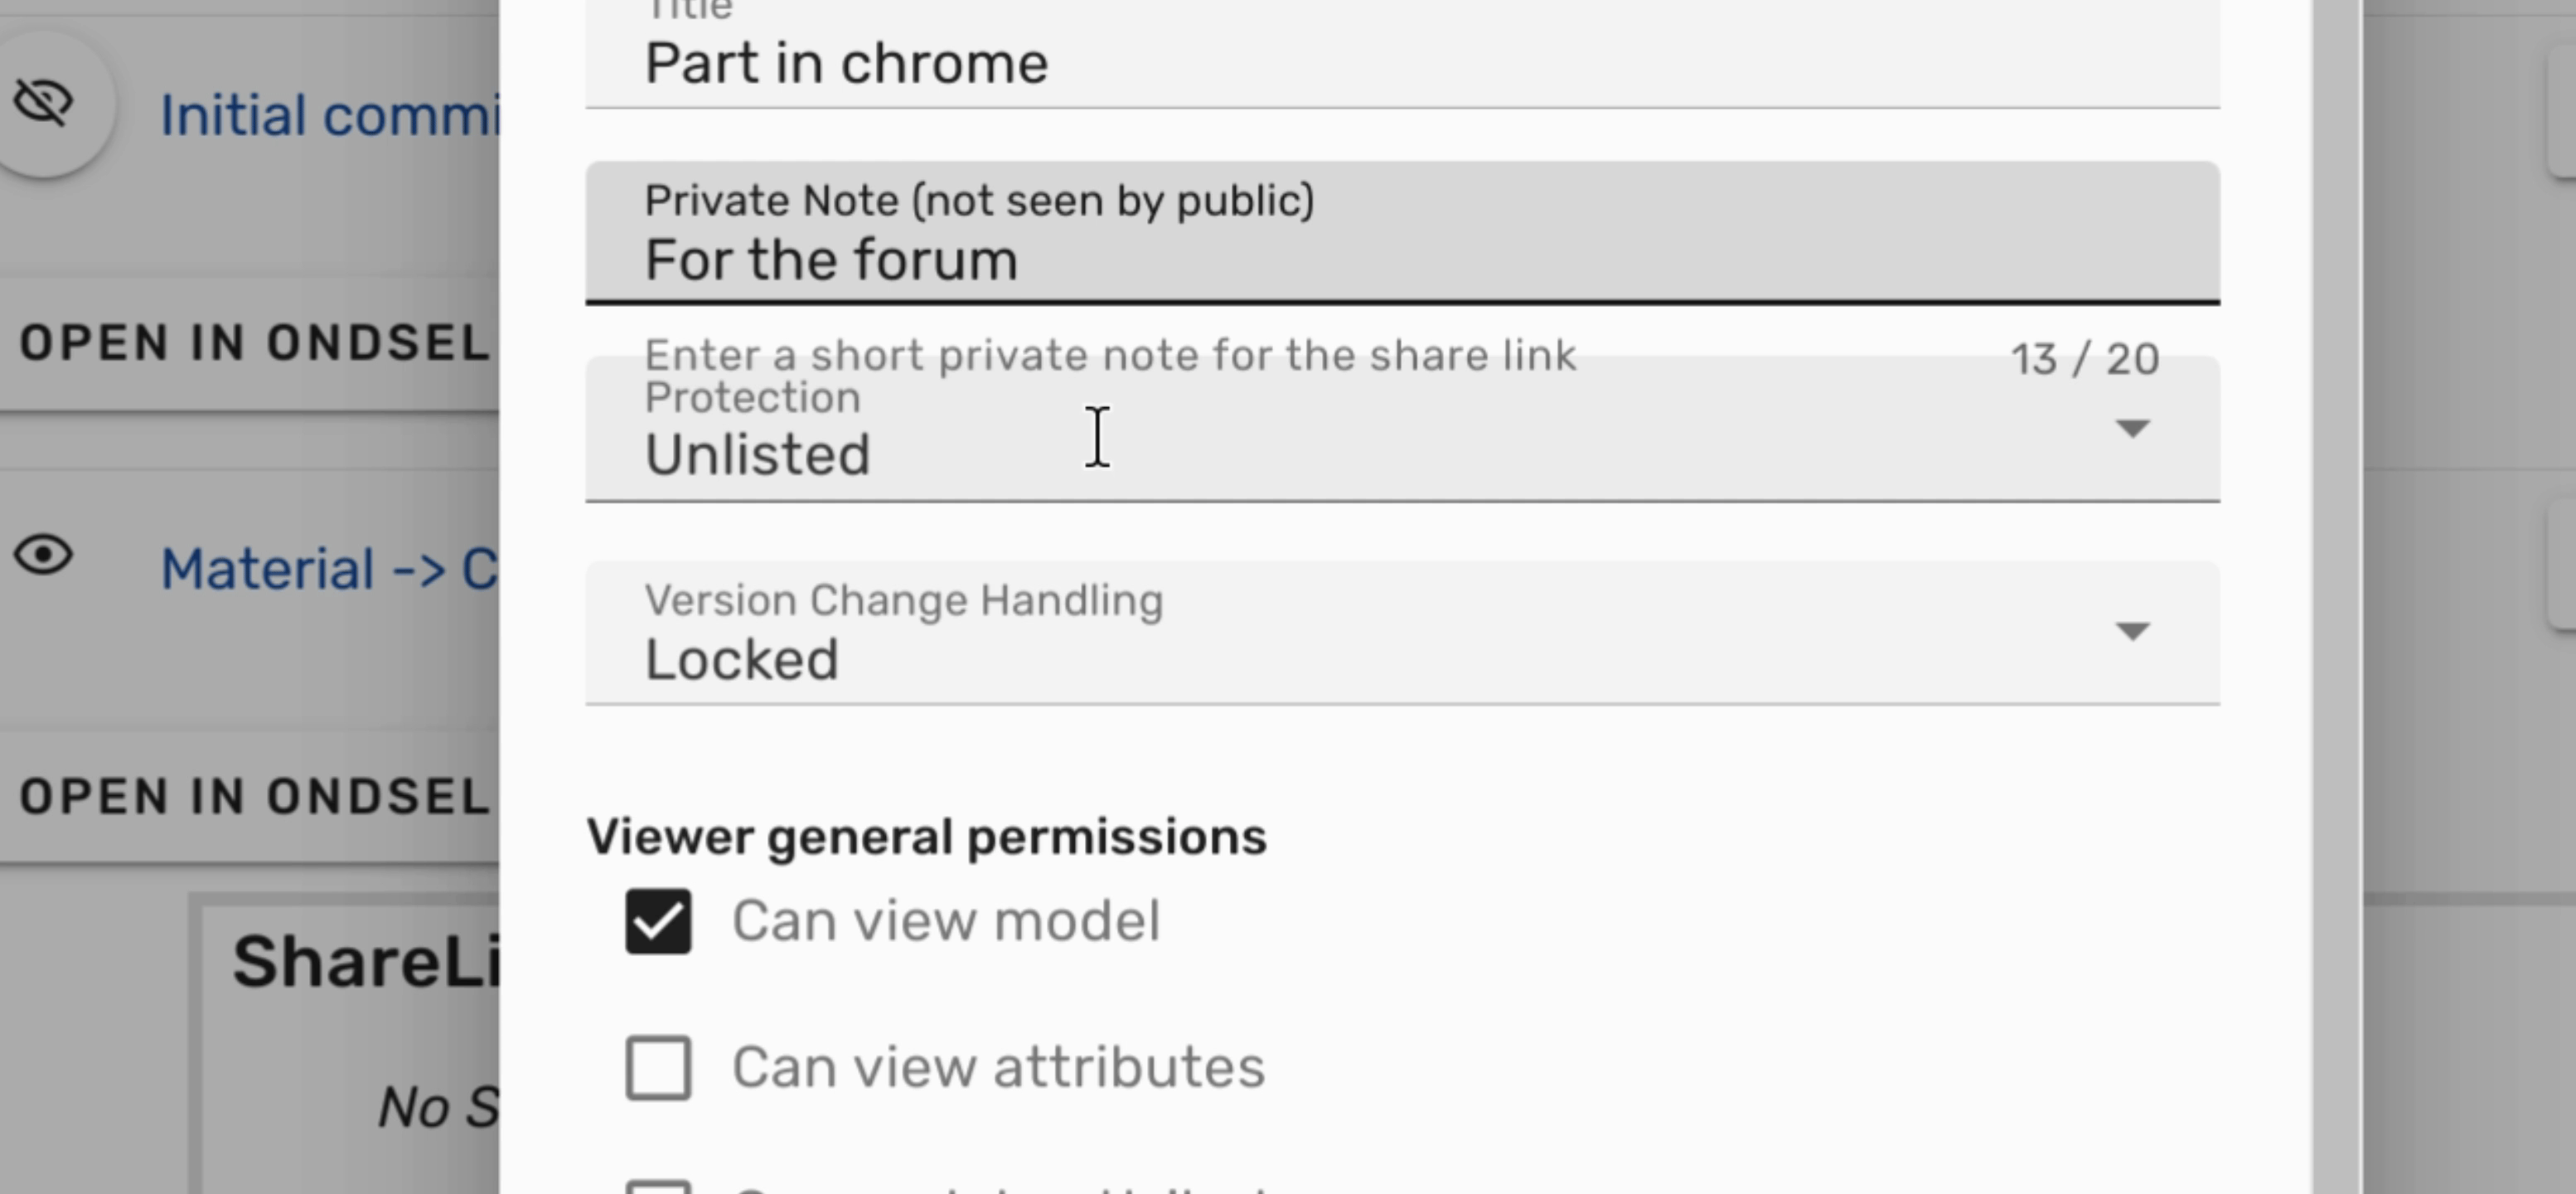 Title
Part in chrome
Initial commi
Private Note (not seen by public)
For the forum
Enter a short private note for the share link
13 / 20
OPEN IN ONDSEL
Protection
Unlisted
Material -> C
Version Change Handling
Locked
OPEN IN ONDSEL
Viewer general permissions
Can view model
ShareLi
Can view attributes
No S